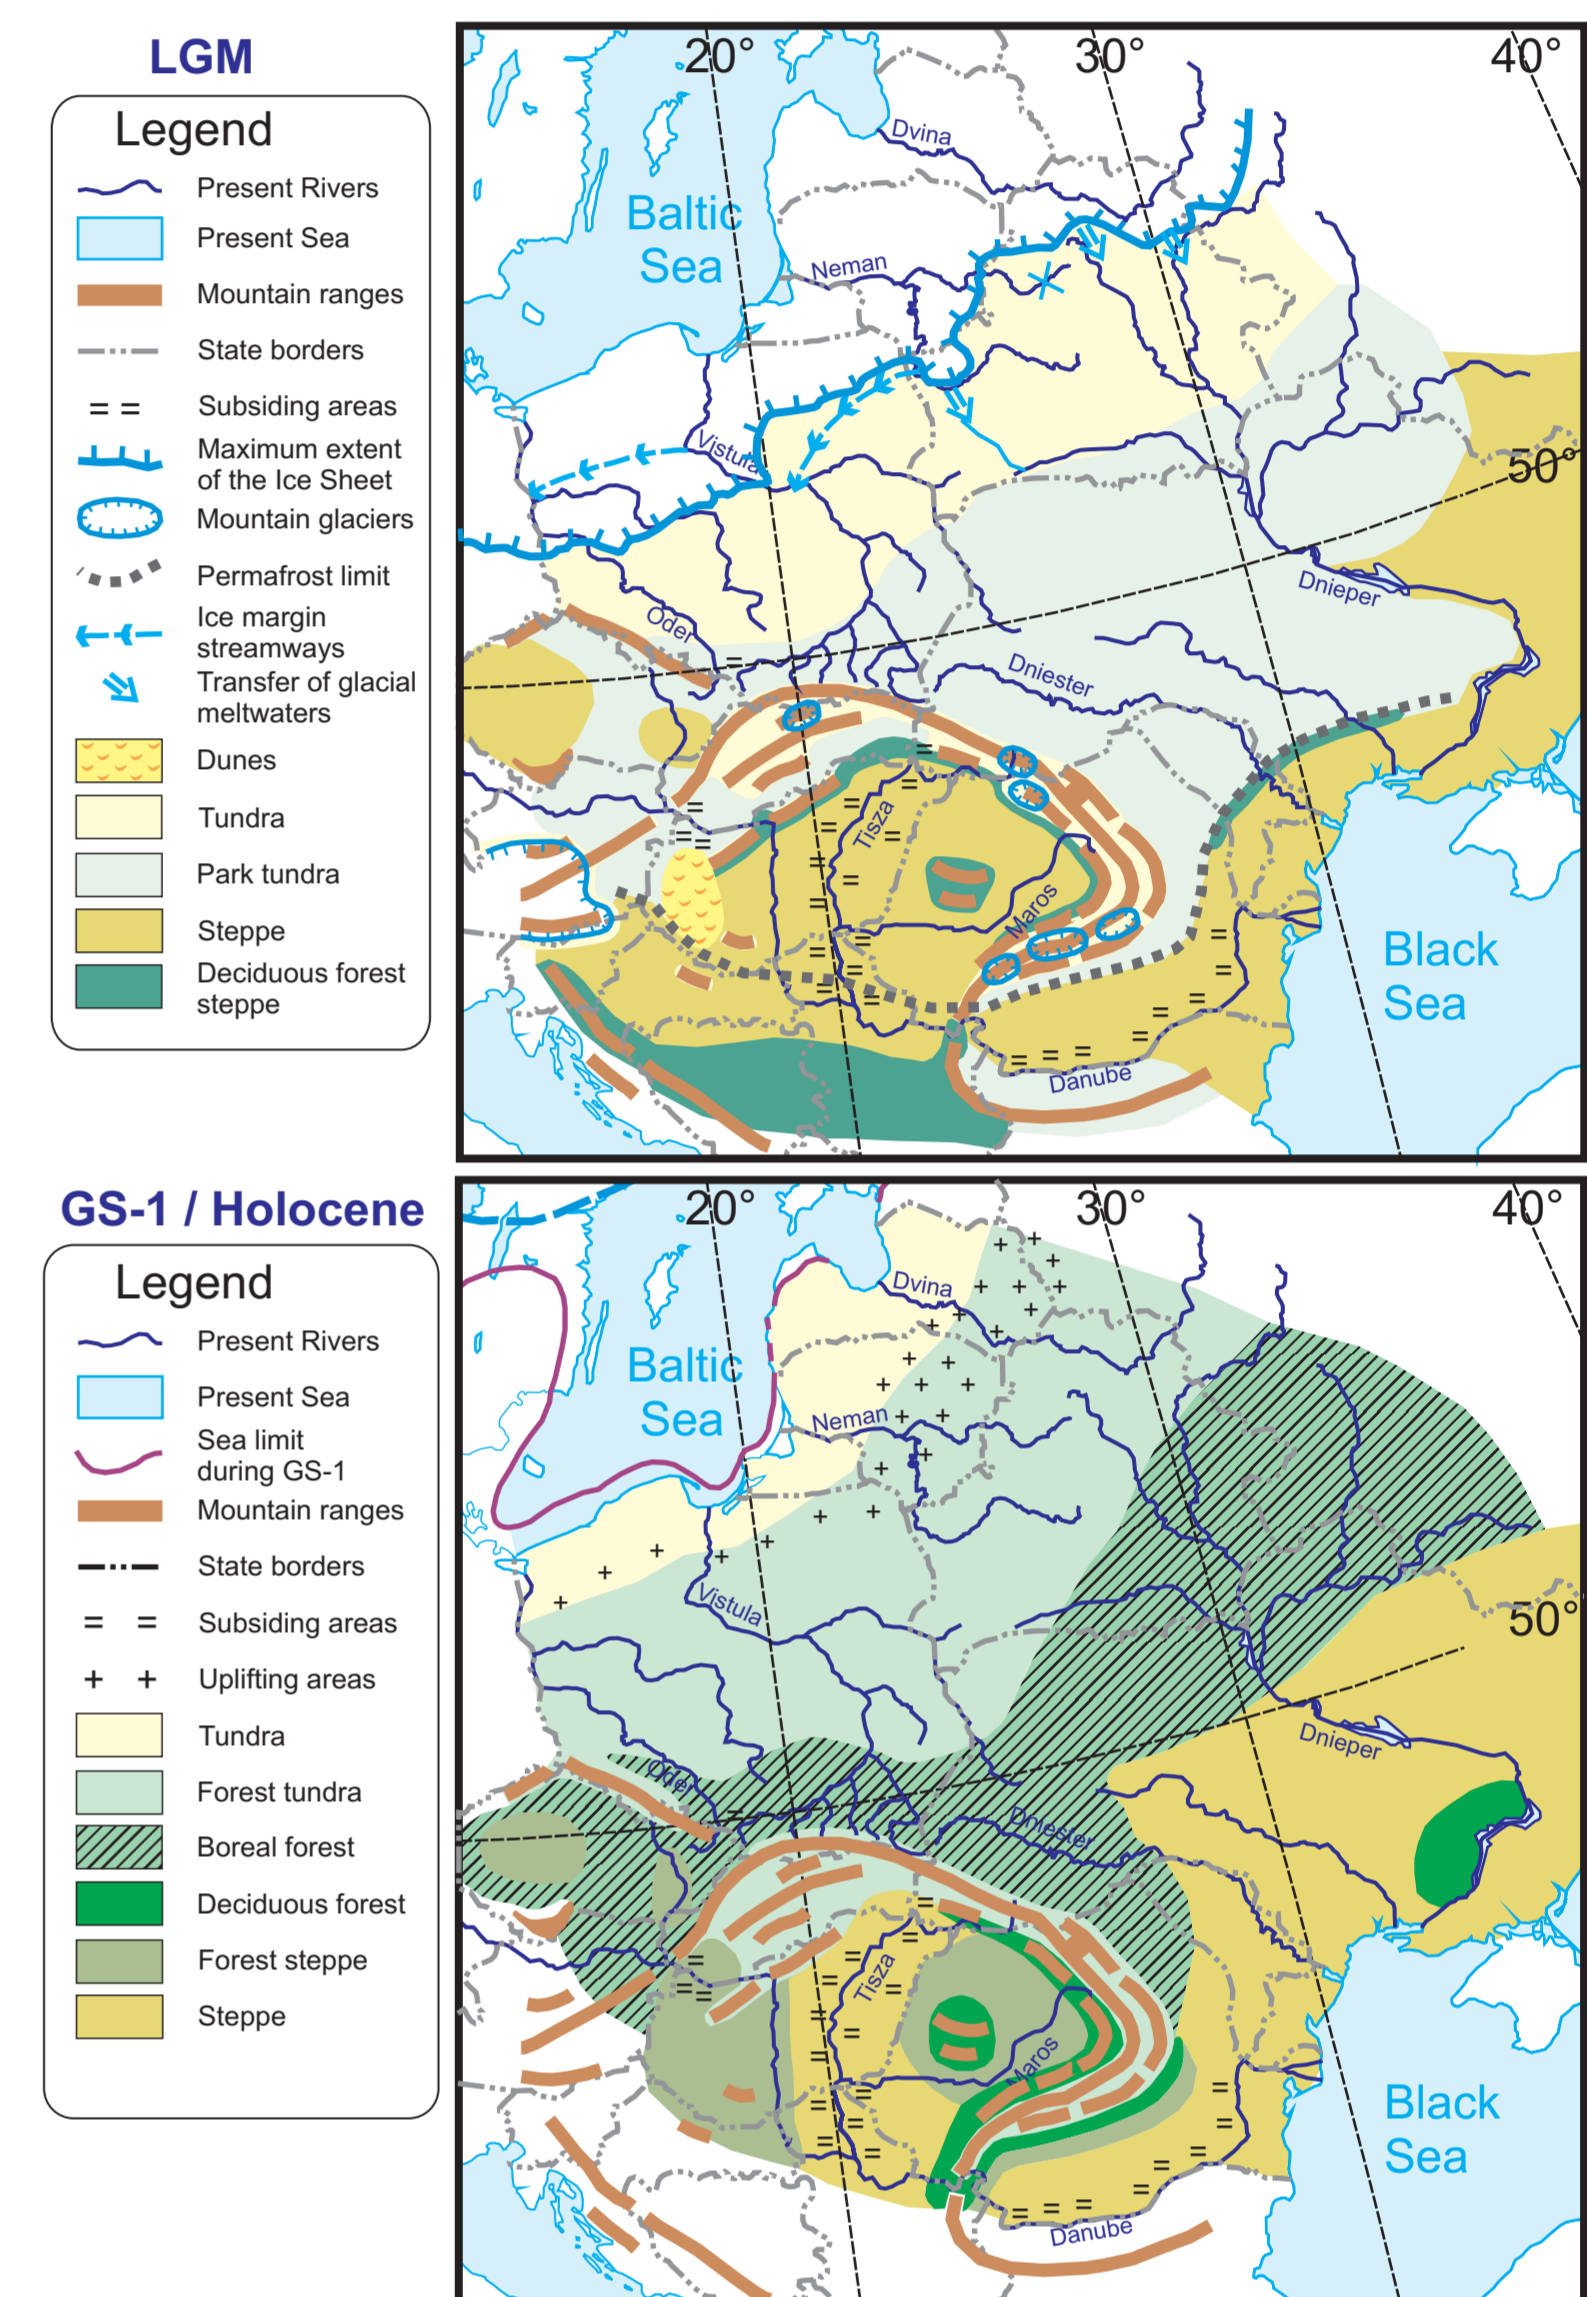 LGM
Legend
Present Rivers
Present Sea
Mountain ranges
State borders
Subsiding areas
Maximum extent
of the Ice Sheet
Mountain glaciers
Permafrost limit
Ice margin
streamways
Transfer of glacial
meltwaters
Dunes
Tundra
Park tundra
Steppe
Deciduous forest
steppe
20°
30°
40°
Dvina
Baltic
Sea
Neman
Vistula
50°
Dnieper
Oder
Dniester
Tisza
Maros
Black
Sea
Danube
GS-1 / Holocene
Legend
Present Rivers
Present Sea
Sea limit
during GS-1
Mountain ranges
State borders
Subsiding areas
Uplifting areas
Tundra
Forest tundra
Boreal forest
Deciduous forest
Forest steppe
Steppe
20°
30°
40°
Dvina
Baltic
Sea
Neman
Vistula
50°
Dnieper
Oder
Dniester
Tisza
Maros
Black
Sea
Danube